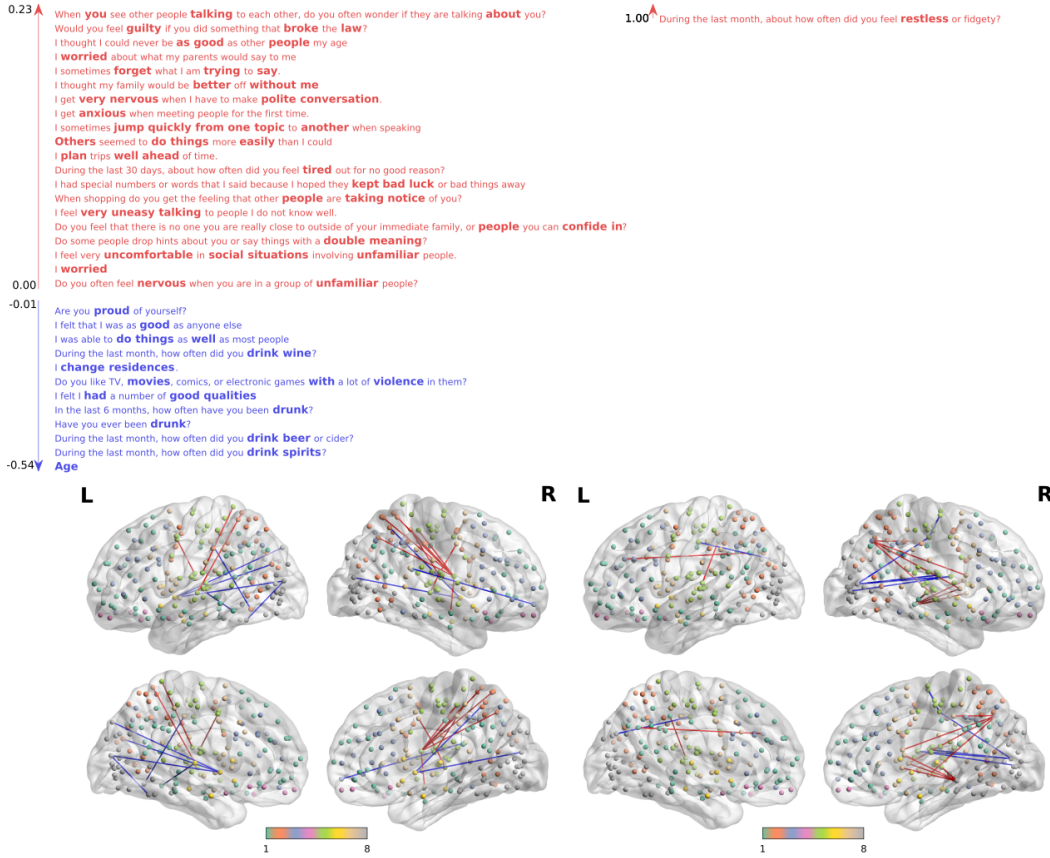 0.23
When you see other people talking to each other, do you often wonder if they are talking about you?
Would you feel guilty if you did something that broke the law?
I thought I could never be as good as other people my age
I worried about what my parents would say to me
I sometimes forget what I am trying to say.
I thought my family would be better off without me
I get very nervous when I have to make polite conversation.
I get anxious when meeting people for the first time.
I sometimes jump quickly from one topic to another when speaking
Others seemed to do things more easily than I could
I plan trips well ahead of time.
During the last 30 days, about how often did you feel tired out for no good reason?
I had special numbers or words that I said because I hoped they kept bad luck or bad things away
When shopping do you get the feeling that other people are taking notice of you?
I feel very uneasy talking to people I do not know well.
Do you feel that there is no one you are really close to outside of your immediate family, or people you can confide in?
Do some people drop hints about you or say things with a double meaning?
I feel very uncomfortable in social situations involving unfamiliar people.
I worried
Do you often feel nervous when you are in a group of unfamiliar people?
0.00
-0.01
Are you proud of yourself?
I felt that I was as good as anyone else
I was able to do things as well as most people
During the last month, how often did you drink wine?
I change residences.
Do you like TV, movies, comics, or electronic games with a lot of violence in them?
I felt I had a number of good qualities
In the last 6 months, how often have you been drunk?
Have you ever been drunk?
During the last month, how often did you drink beer or cider?
During the last month, how often did you drink spirits?
Age
-0.54
1.00
During the last month, about how often did you feel restless or fidgety?
L R
L R
1 8
1 8